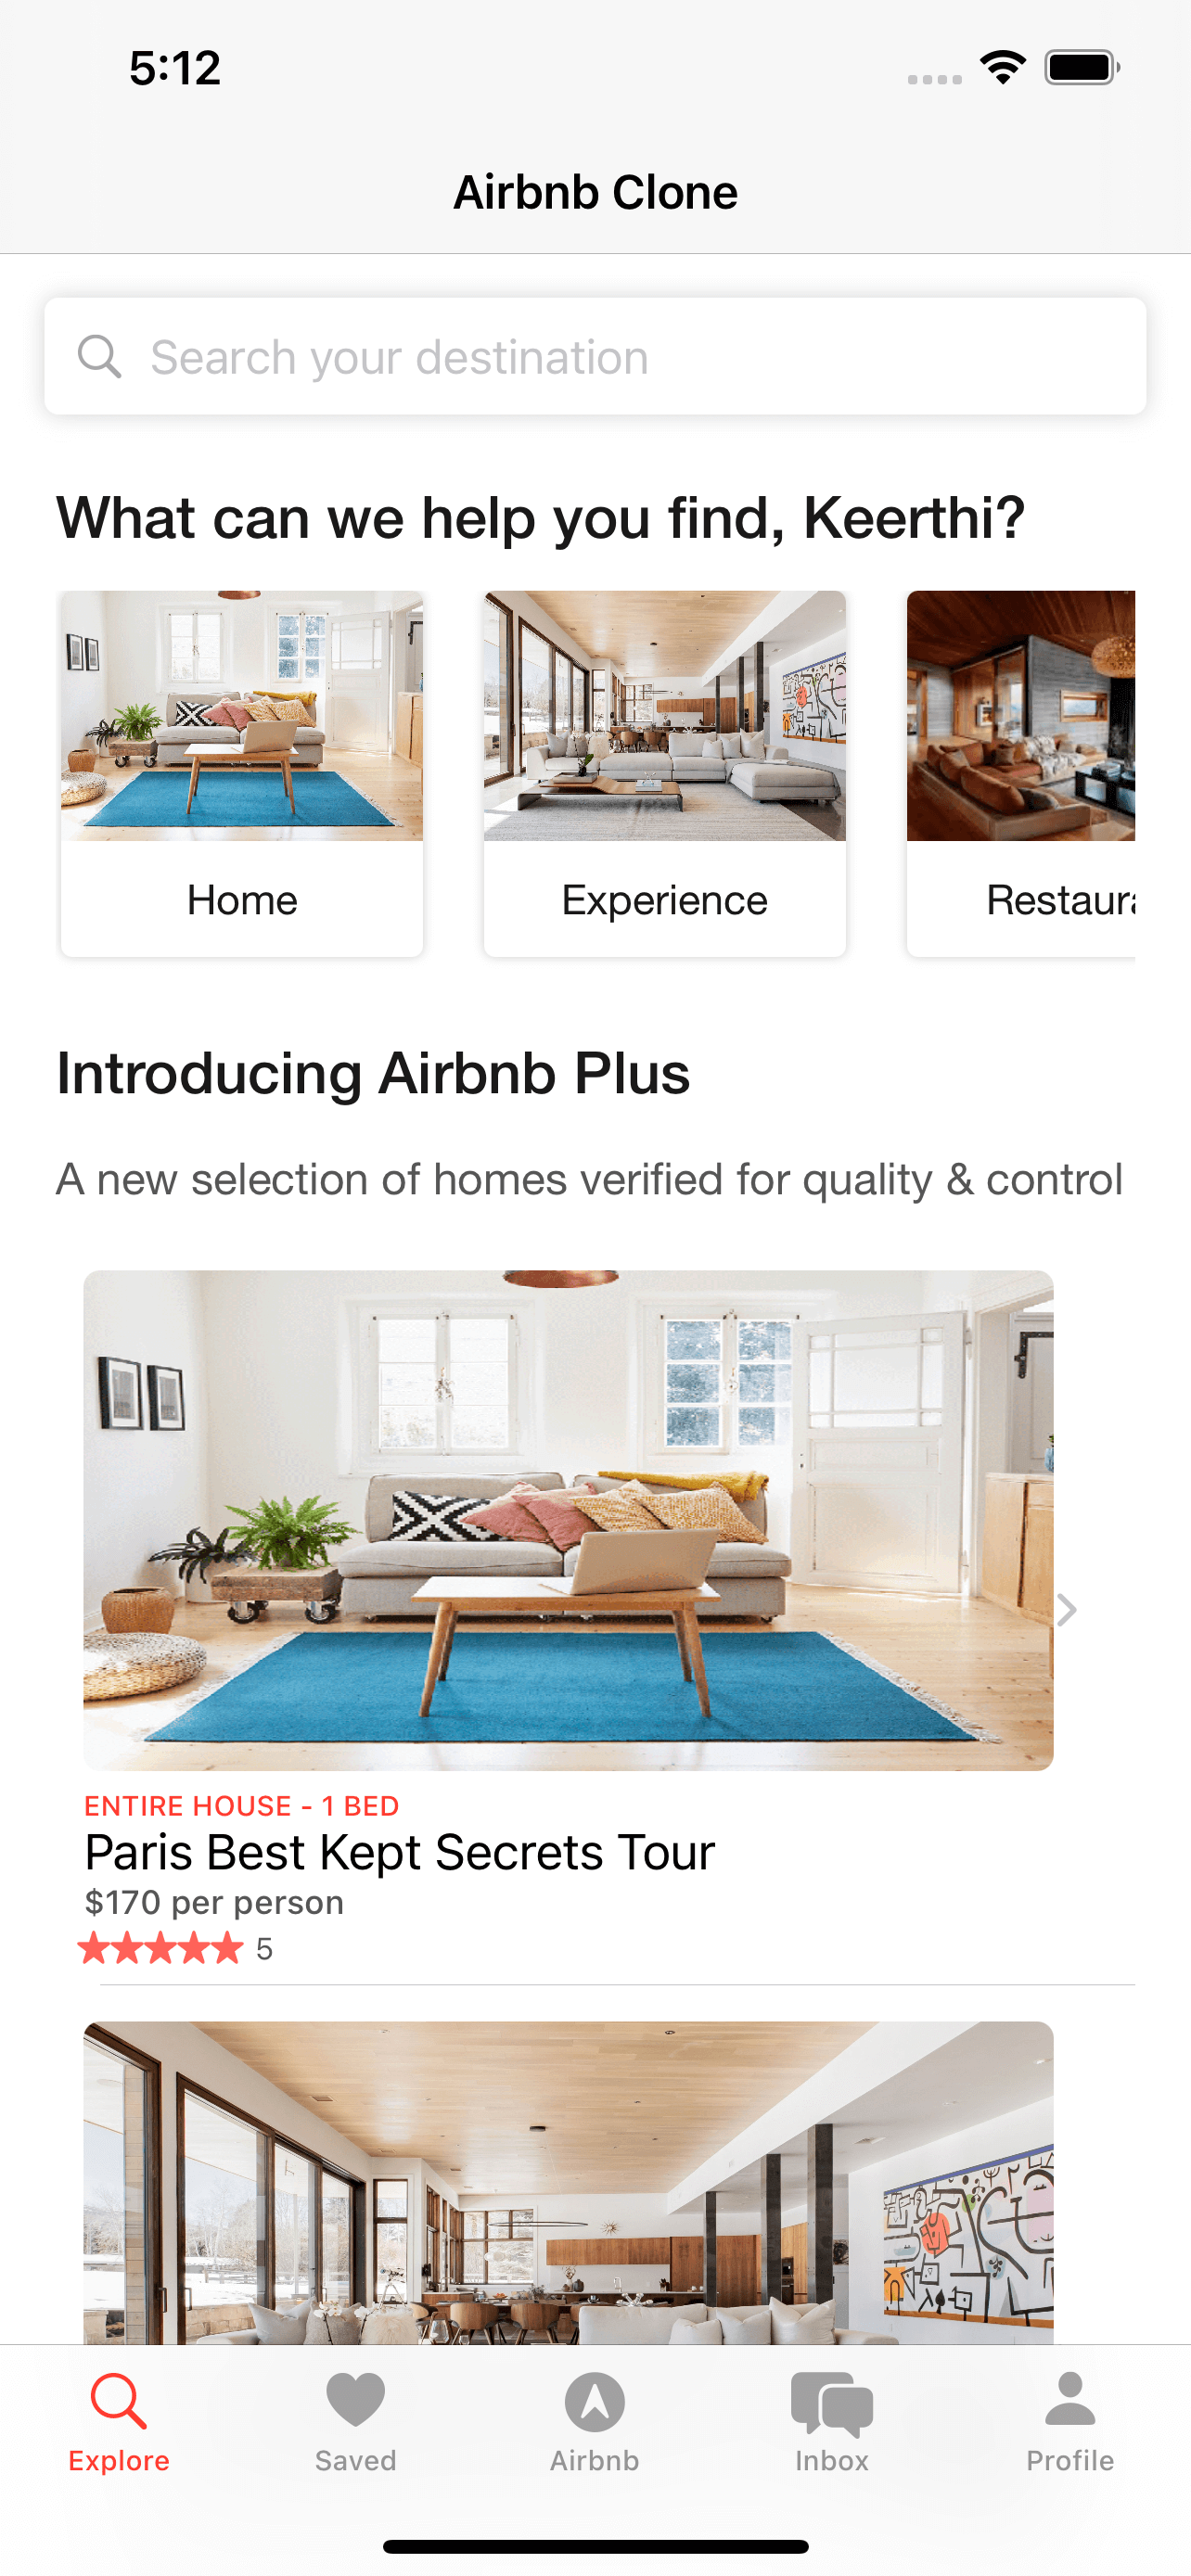 5:12
Airbnb Clone
Search your destination
What can we help you find, Keerthi?
Home
Experience
Introducing Airbnb Plus
A new selection of homes verified for quality & control
ENTIRE HOUSE - 1 BED
Paris Best Kept Secrets Tour
$170 per person
5
Explore
Saved
Airbnb
Inbox
Profile